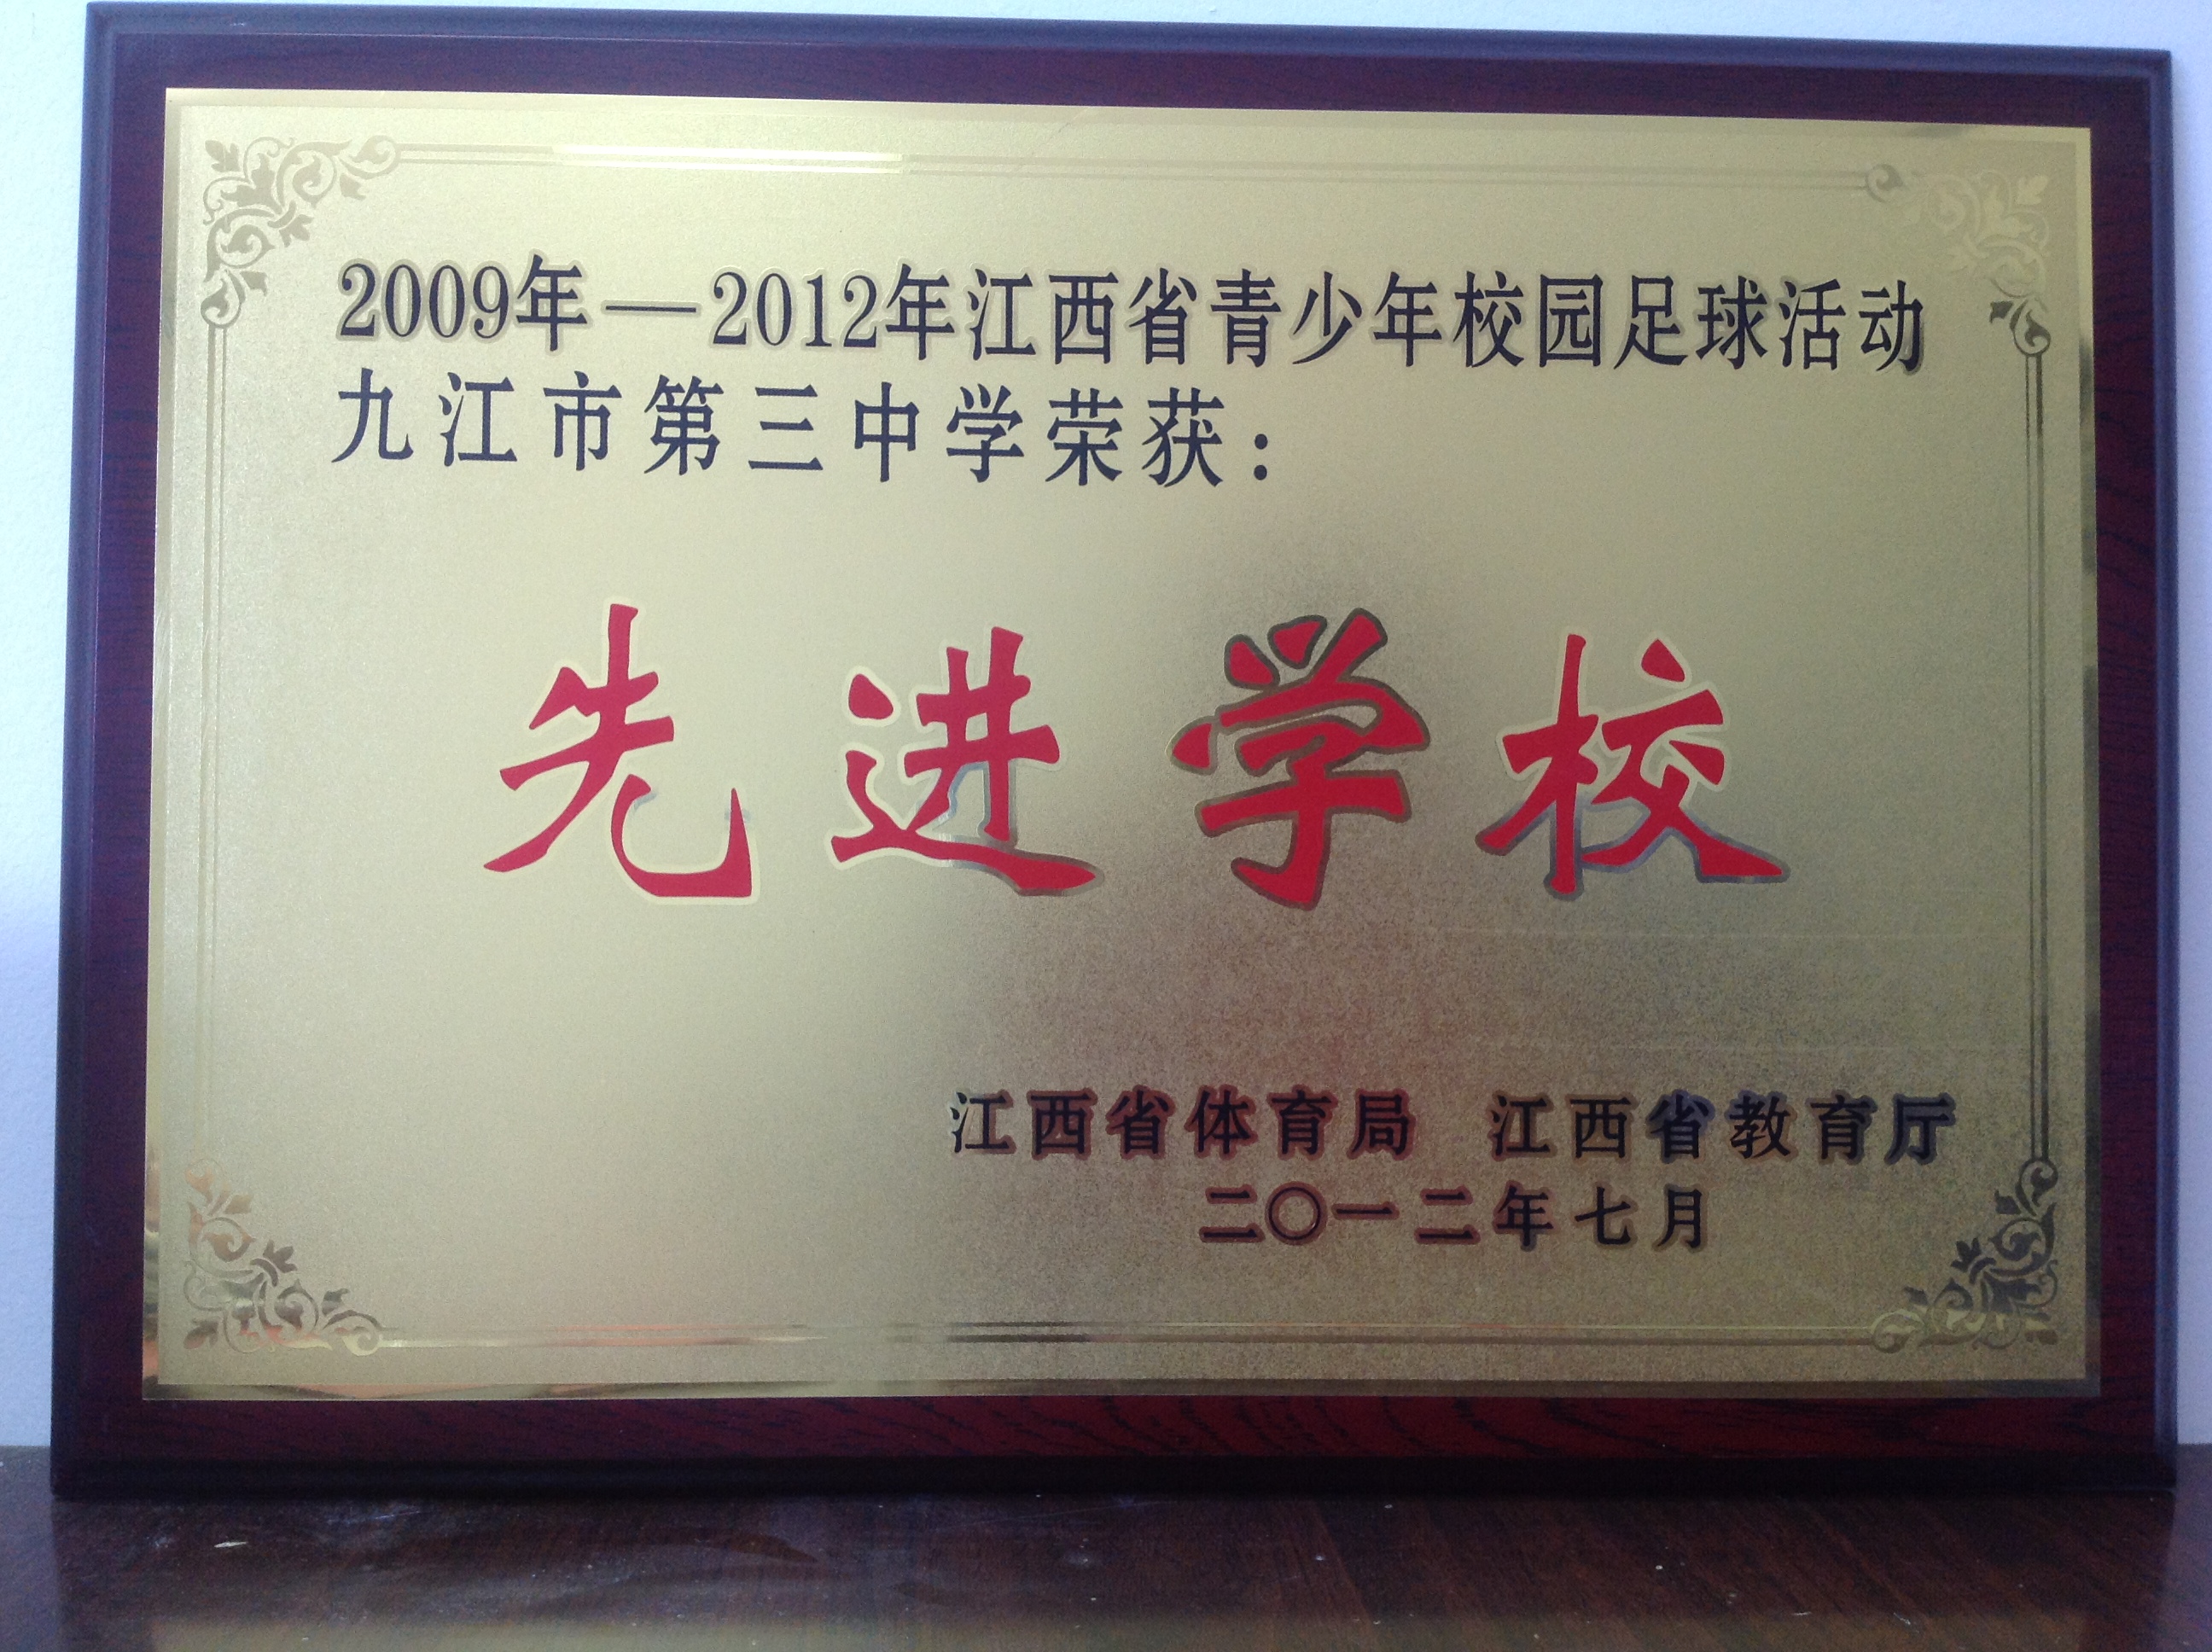 2009年—2012年江西省青少年校园足球活动
九江市第三中学荣获：
先进学校
江西省体育局 江西省教育厅
二〇一二年七月